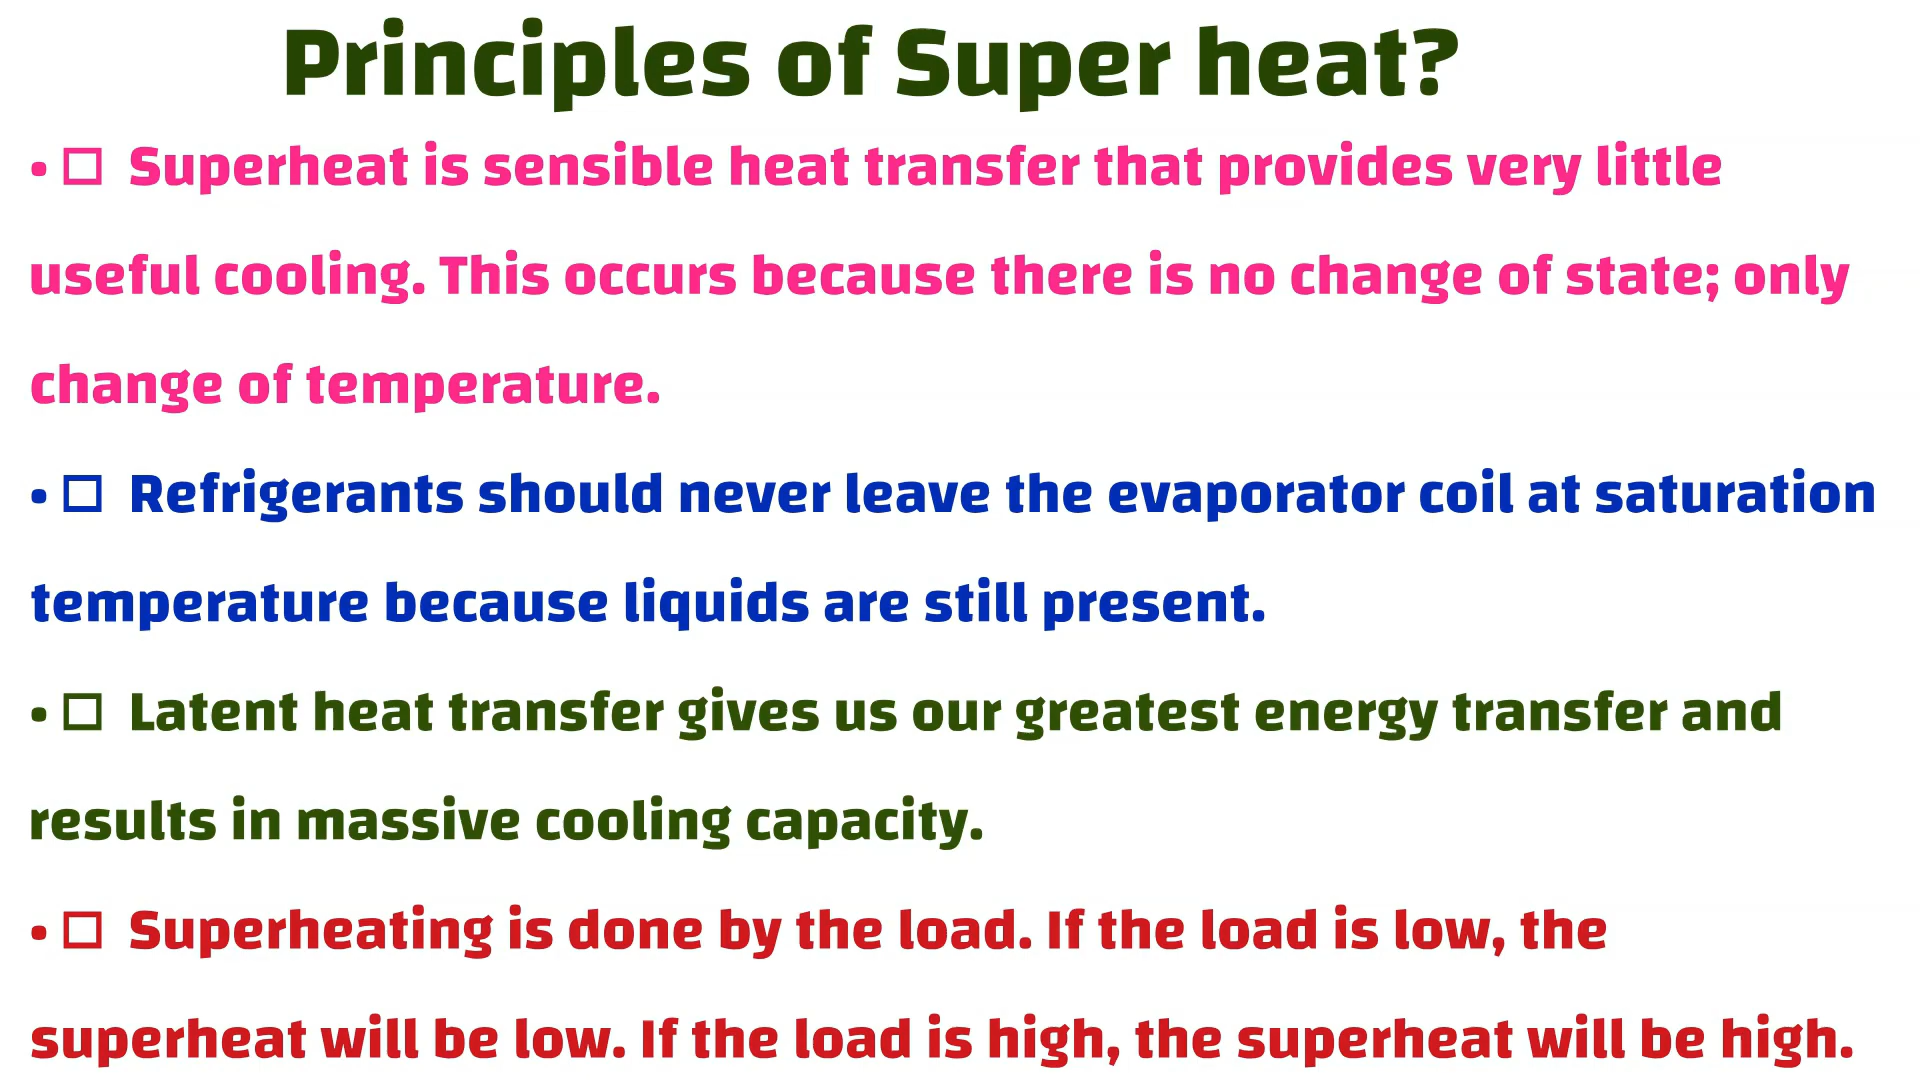 Principles of Super heat?
• □ Superheat is sensible heat transfer that provides very little
useful cooling. This occurs because there is no change of state; only
change of temperature.
• □ Refrigerants should never leave the evaporator coil at saturation
temperature because liquids are still present.
• □ Latent heat transfer gives us our greatest energy transfer and
results in massive cooling capacity.
• □ Superheating is done by the load. If the load is low, the
superheat will be low. If the load is high, the superheat will be high.